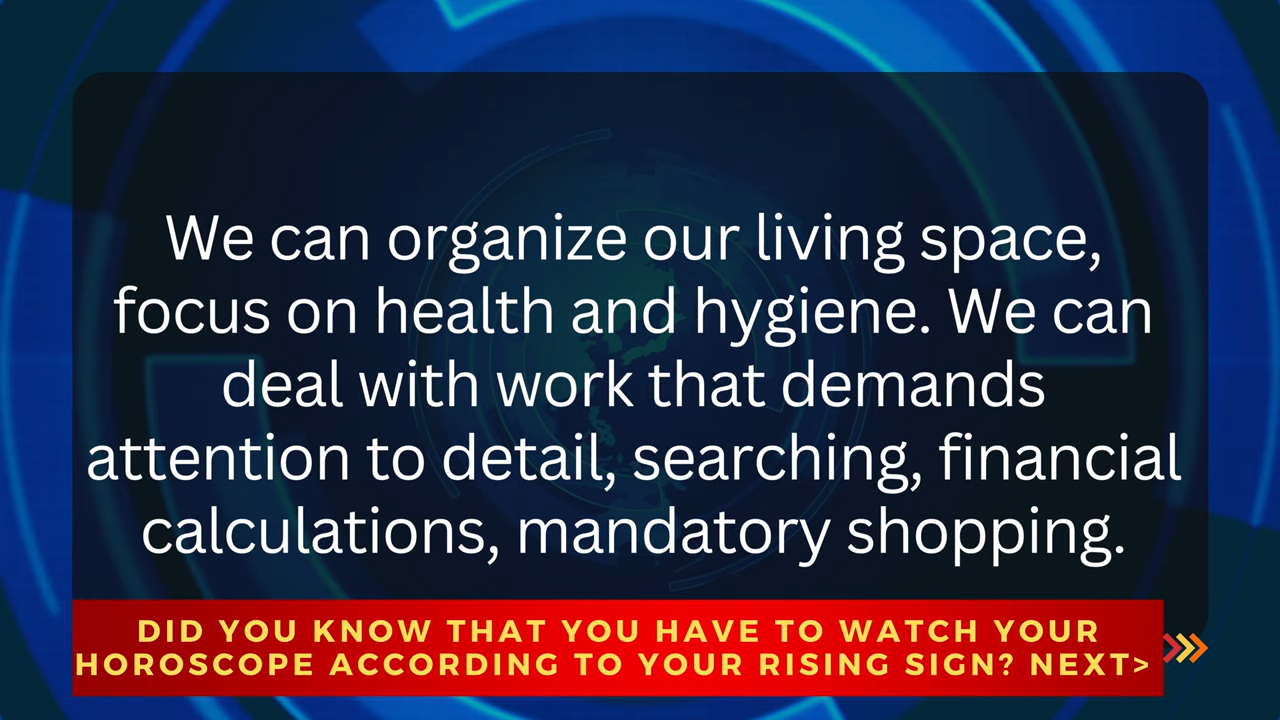 We can organize our living space,
focus on health and hygiene. We can
deal with work that demands
attention to detail, searching, financial
calculations, mandatory shopping.
DID YOU KNOW THAT YOU HAVE TO WATCH YOUR
HOROSCOPE ACCORDING TO YOUR RISING SIGN? NEXT>